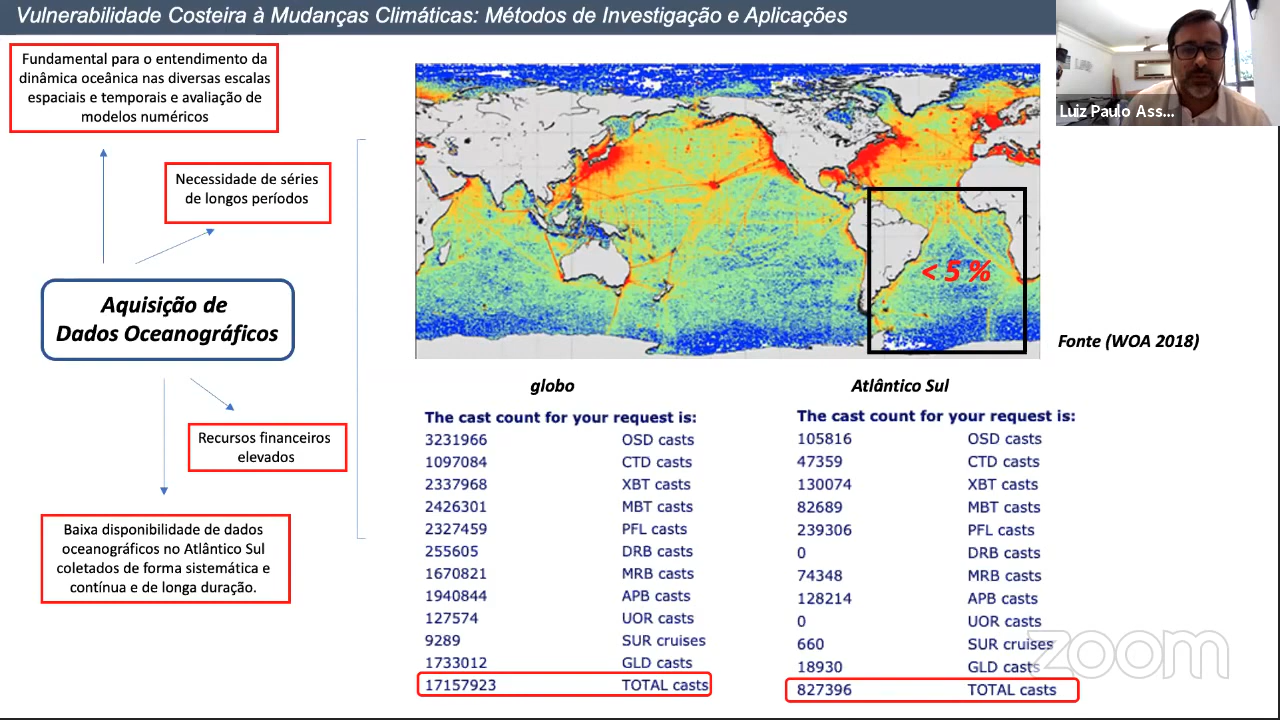 Vulnerabilidade Costeira à Mudanças Climáticas: Métodos de Investigação e Aplicações
Luiz Paulo Ass...
Fundamental para o entendimento da
dinâmica oceânica nas diversas escalas
espaciais e temporais e avaliação de
modelos numéricos
Necessidade de séries
de longos períodos
Aquisição de
Dados Oceanográficos
Recursos financeiros
elevados
Baixa disponibilidade de dados
oceanográficos no Atlântico Sul
coletados de forma sistemática e
contínua e de longa duração.
< 5 %
Fonte (WOA 2018)
globo
The cast count for your request is:
3231966 OSD casts
1097084 CTD casts
2337968 XBT casts
2426301 MBT casts
2327459 PFL casts
255605 DRB casts
1670821 MRB casts
1940844 APB casts
127574 UOR casts
9289 SUR cruises
1733012 GLD casts
17157923 TOTAL casts
Atlântico Sul
The cast count for your request is:
105816 OSD casts
47359 CTD casts
130074 XBT casts
82689 MBT casts
239306 PFL casts
0 DRB casts
74348 MRB casts
128214 APB casts
0 UOR casts
660 SUR cruises
18930 GLD casts
827396 TOTAL casts
zoom